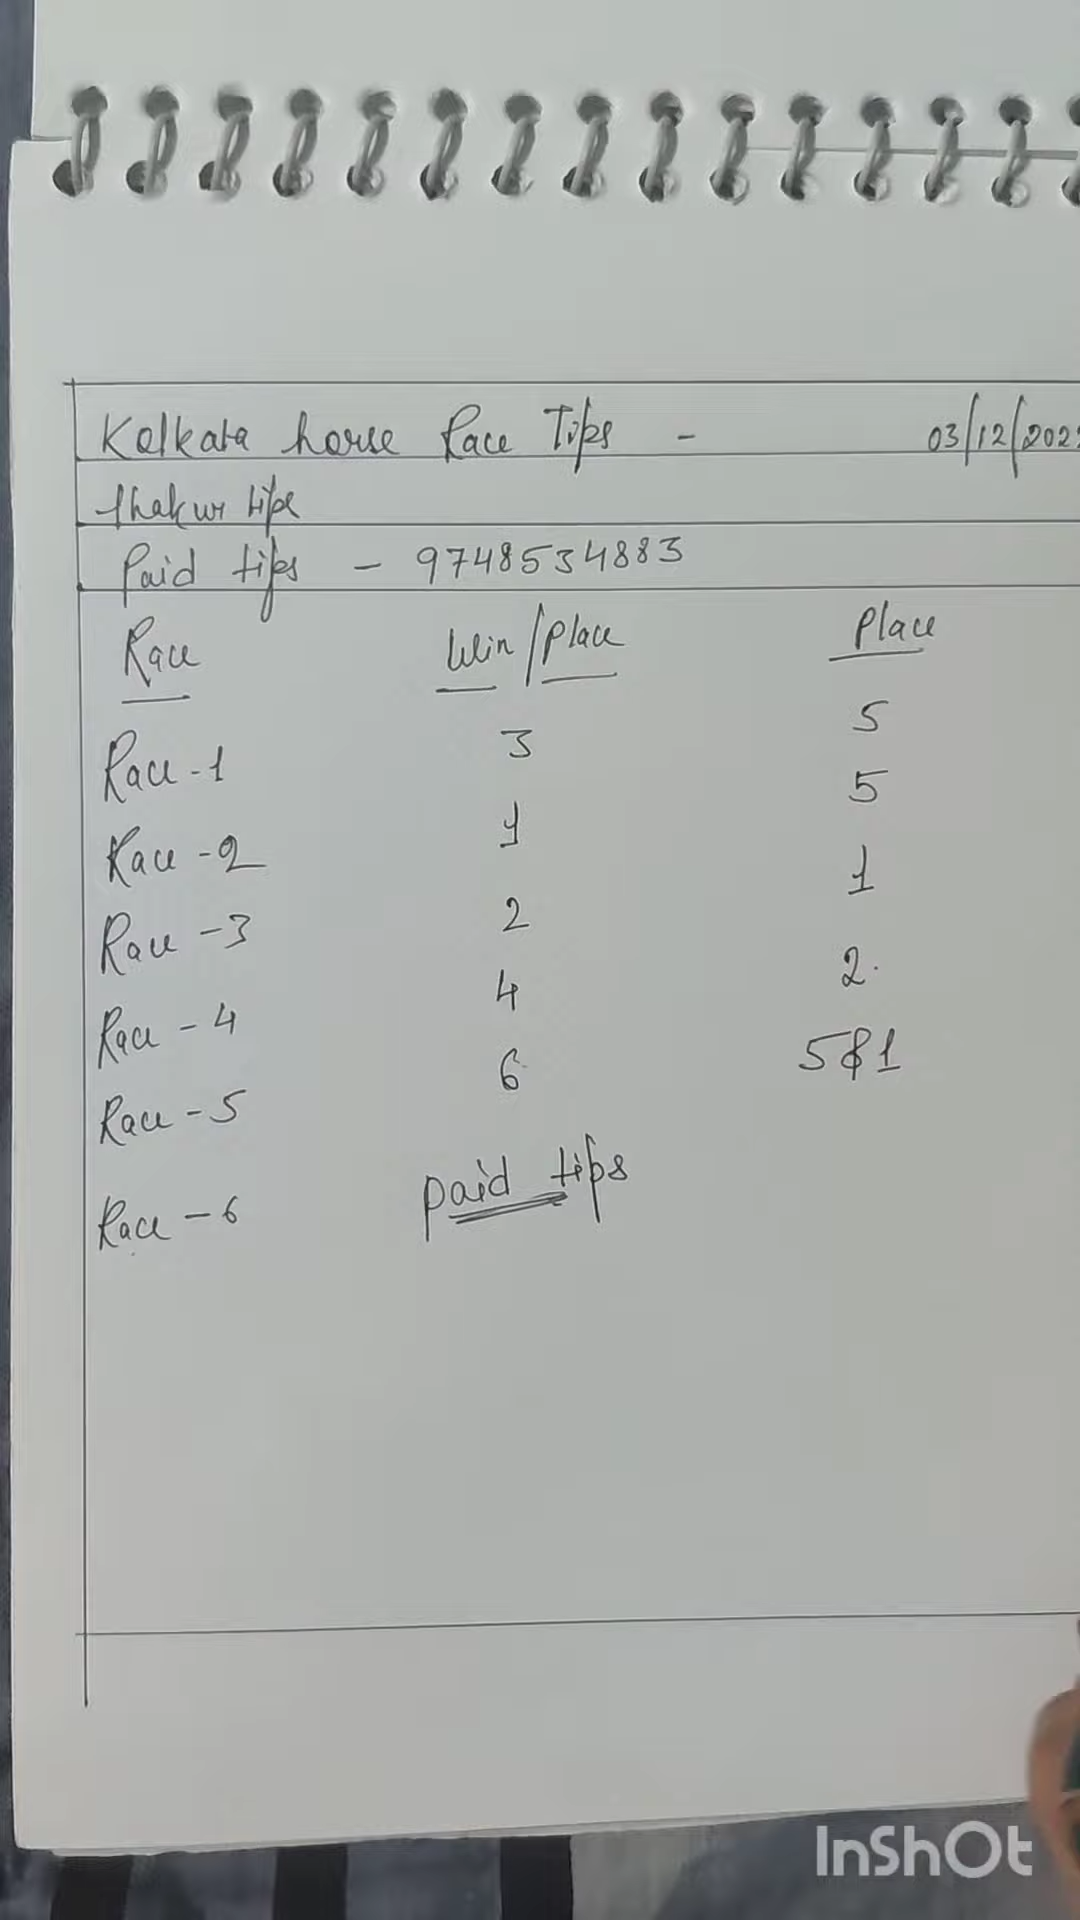 Kolkata horse Race Tips - 03/12/202
thakur tips
Paid tips - 9748534883
Race Win/Place Place
Race-1 3 5
Race-2 1 5
Race-3 2 1
Race-4 4 2.
Race-5 6 5&1
Race-6 paid tips
InShOt